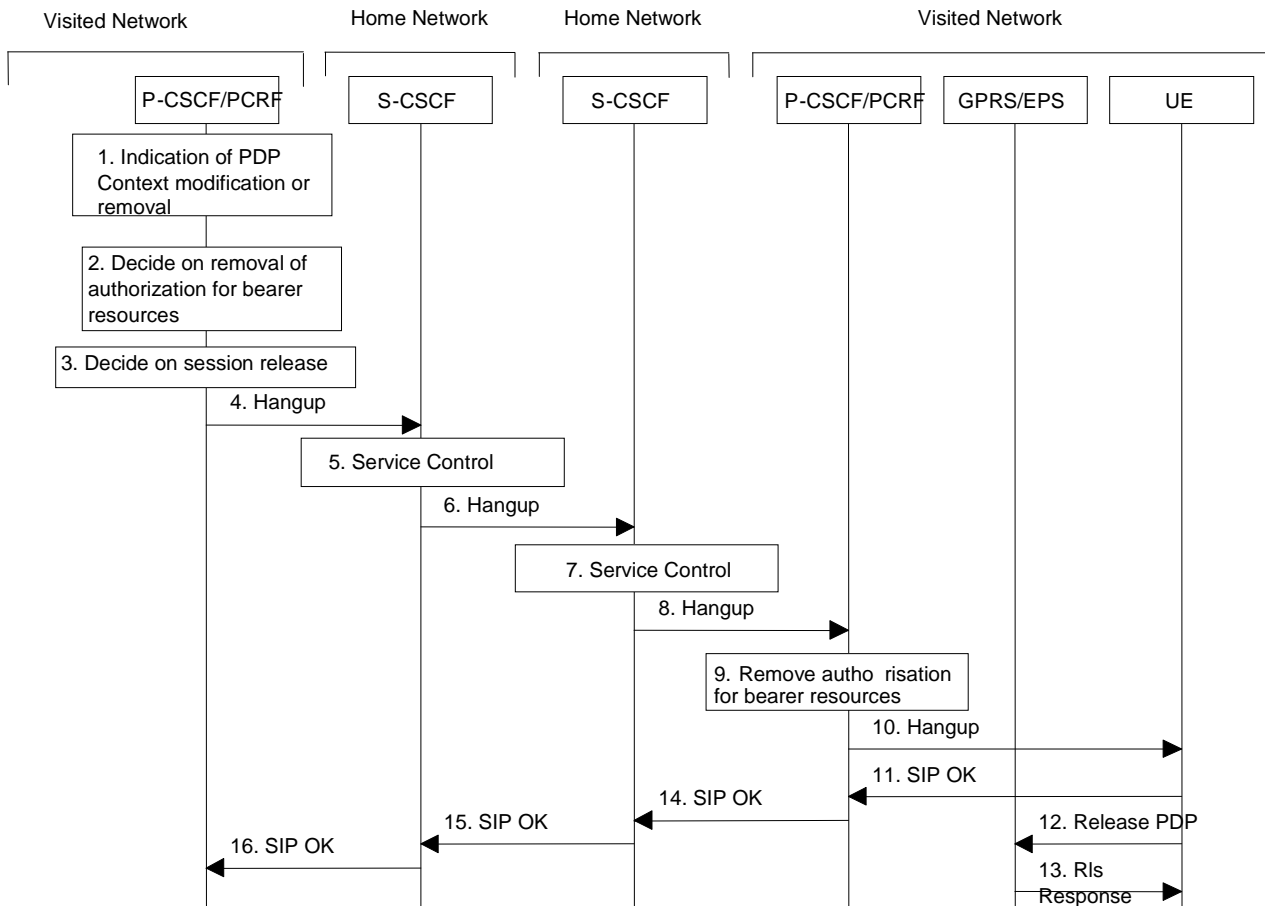 Visited Network
Home Network
Home Network
Visited Network
P-CSCF/PCRF
S-CSCF
S-CSCF
P-CSCF/PCRF
GPRS/EPS
UE
1. Indication of PDP
Context modification or
removal
2. Decide on removal of
authorization for bearer
resources
3. Decide on session release
4. Hangup
5. Service Control
6. Hangup
7. Service Control
8. Hangup
9. Remove autho risation
for bearer resources
10. Hangup
11. SIP OK
14. SIP OK
15. SIP OK
12. Release PDP
16. SIP OK
13. Rls
Response